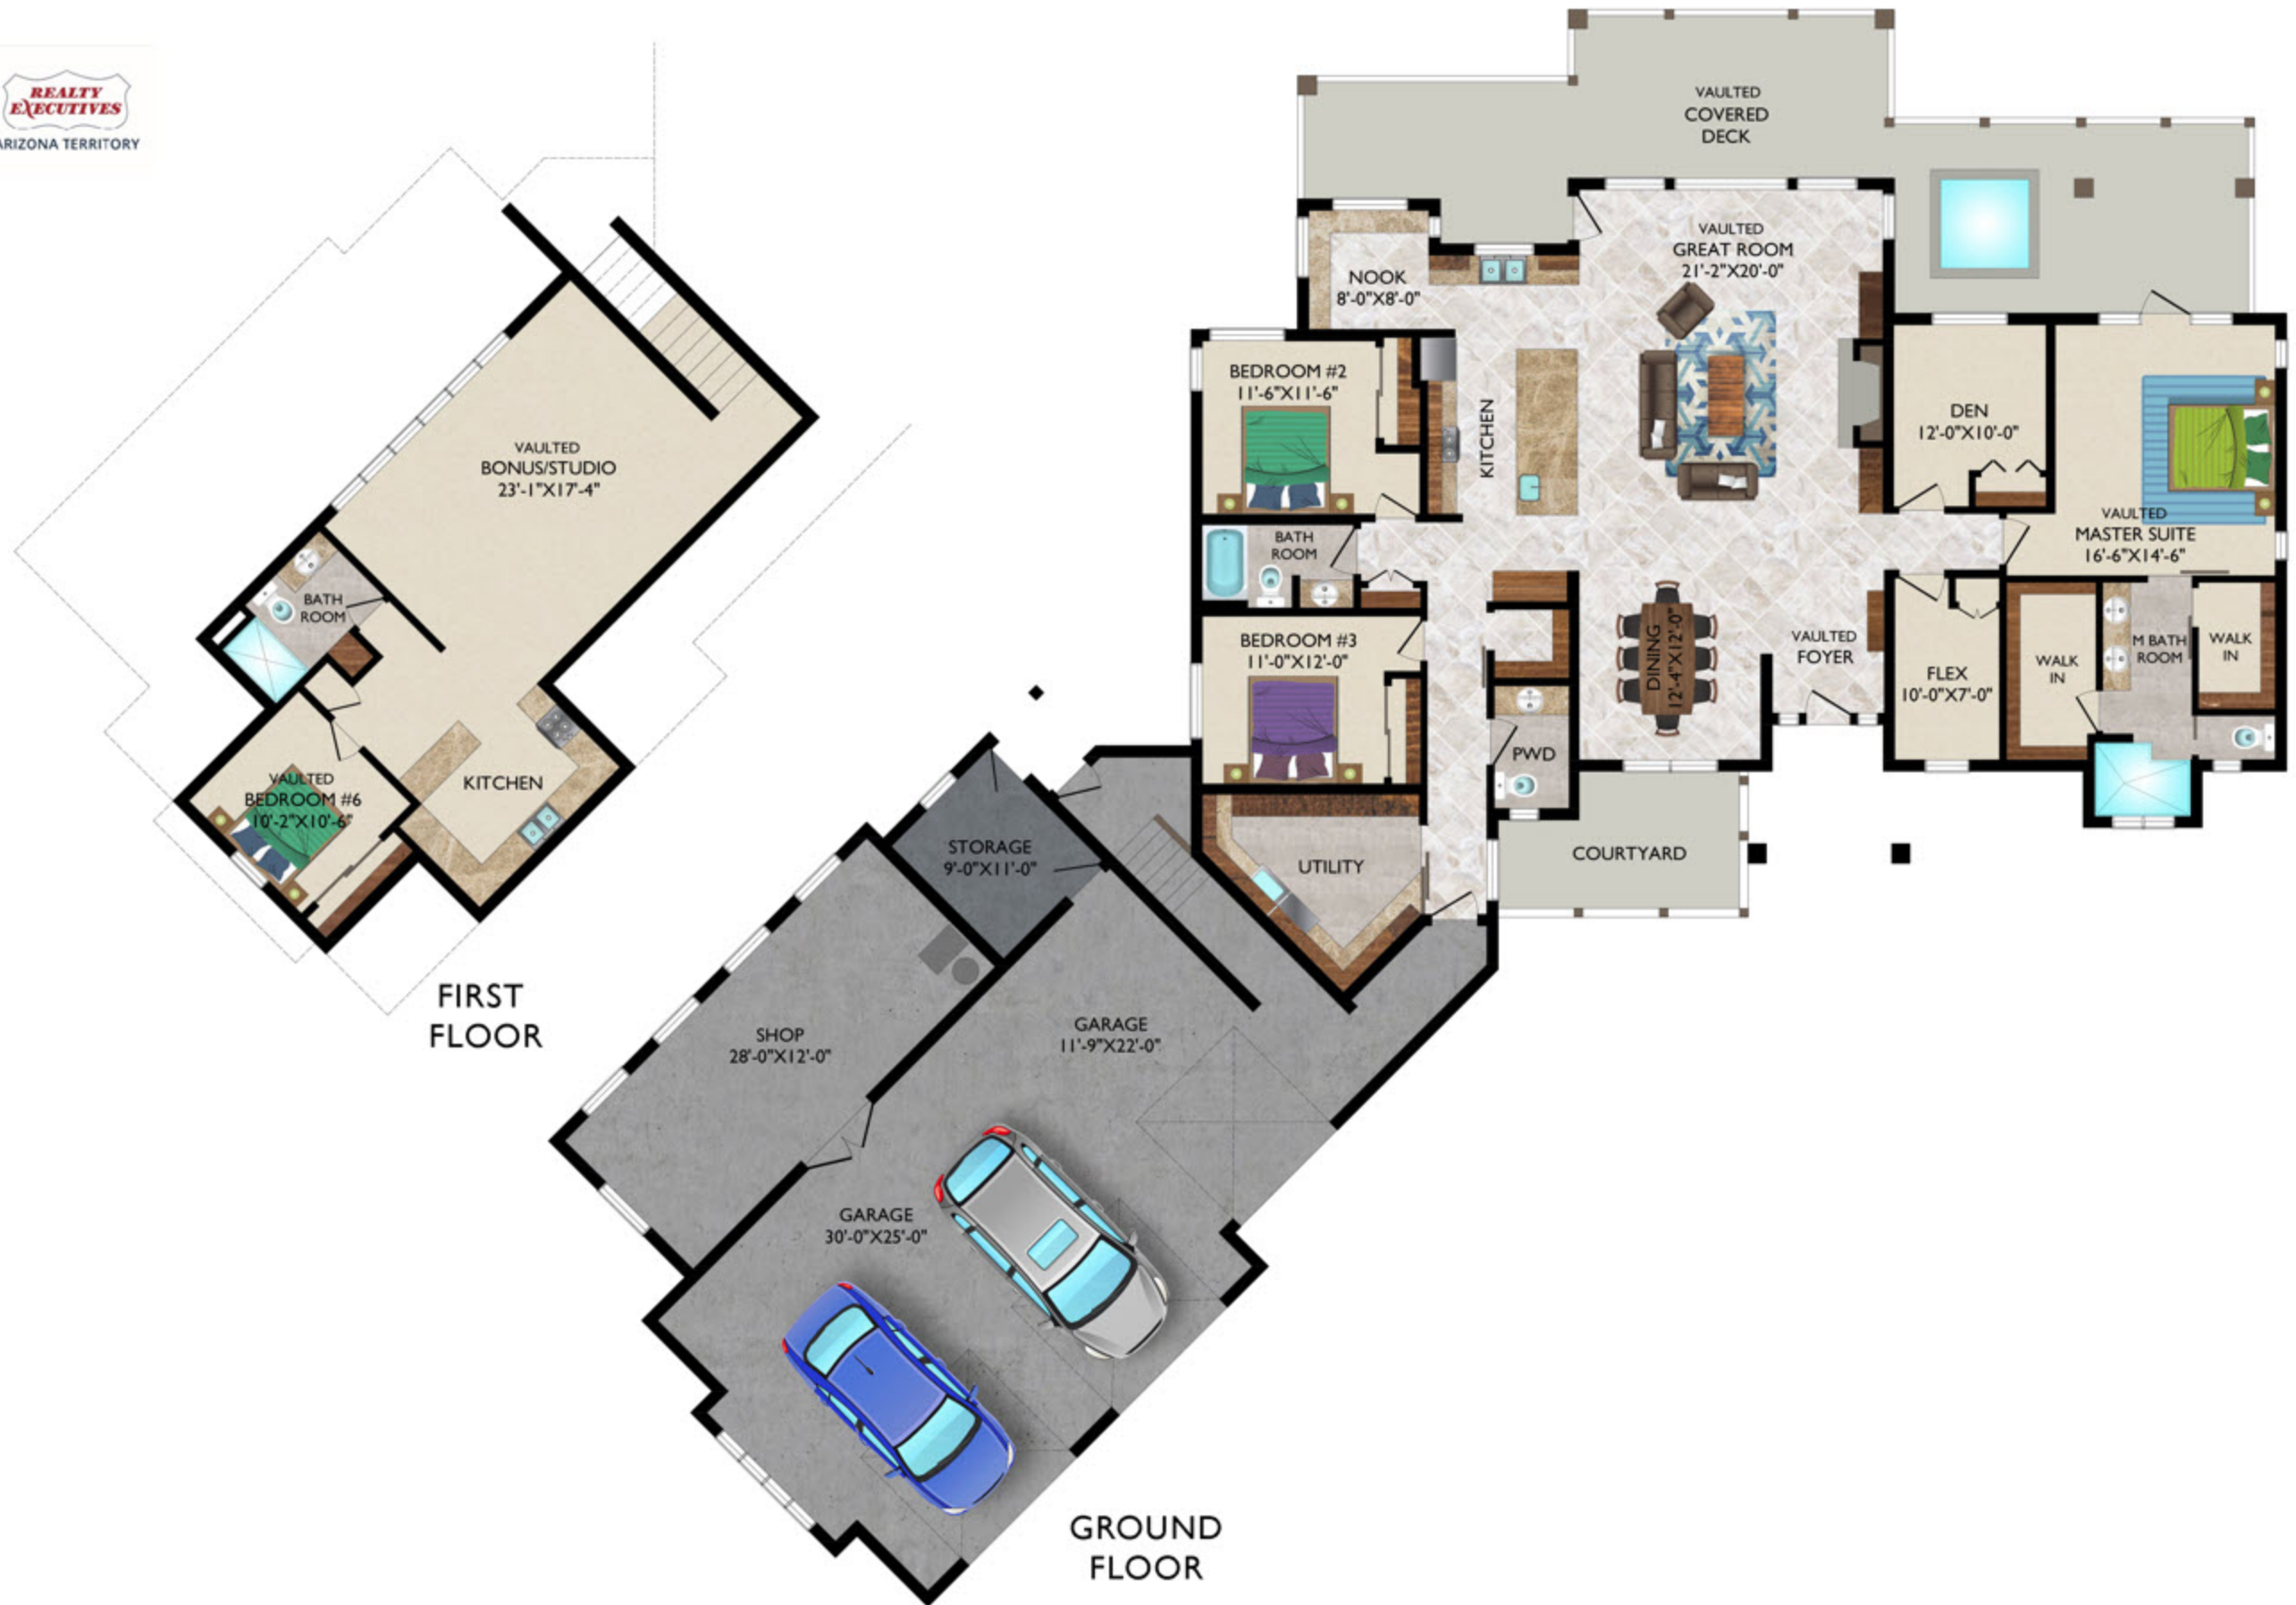 REALTY
EXECUTIVES
ARIZONA TERRITORY
VAULTED
BONUS/STUDIO
23'-1"X17'-4"
BATH
ROOM
VAULTED
BEDROOM #6
10'-2"X10'-6"
KITCHEN
FIRST
FLOOR
VAULTED
COVERED
DECK
VAULTED
GREAT ROOM
21'-2"X20'-0"
NOOK
8'-0"X8'-0"
BEDROOM #2
11'-6"X11'-6"
KITCHEN
DEN
12'-0"X10'-0"
VAULTED
MASTER SUITE
16'-6"X14'-6"
BATH
ROOM
BEDROOM #3
11'-0"X12'-0"
DINING
12'-4"X12'-0"
VAULTED
FOYER
FLEX
10'-0"X7'-0"
WALK
IN
M BATH
ROOM
WALK
IN
PWD
COURTYARD
UTILITY
STORAGE
9'-0"X11'-0"
SHOP
28'-0"X12'-0"
GARAGE
11'-9"X22'-0"
GARAGE
30'-0"X25'-0"
GROUND
FLOOR